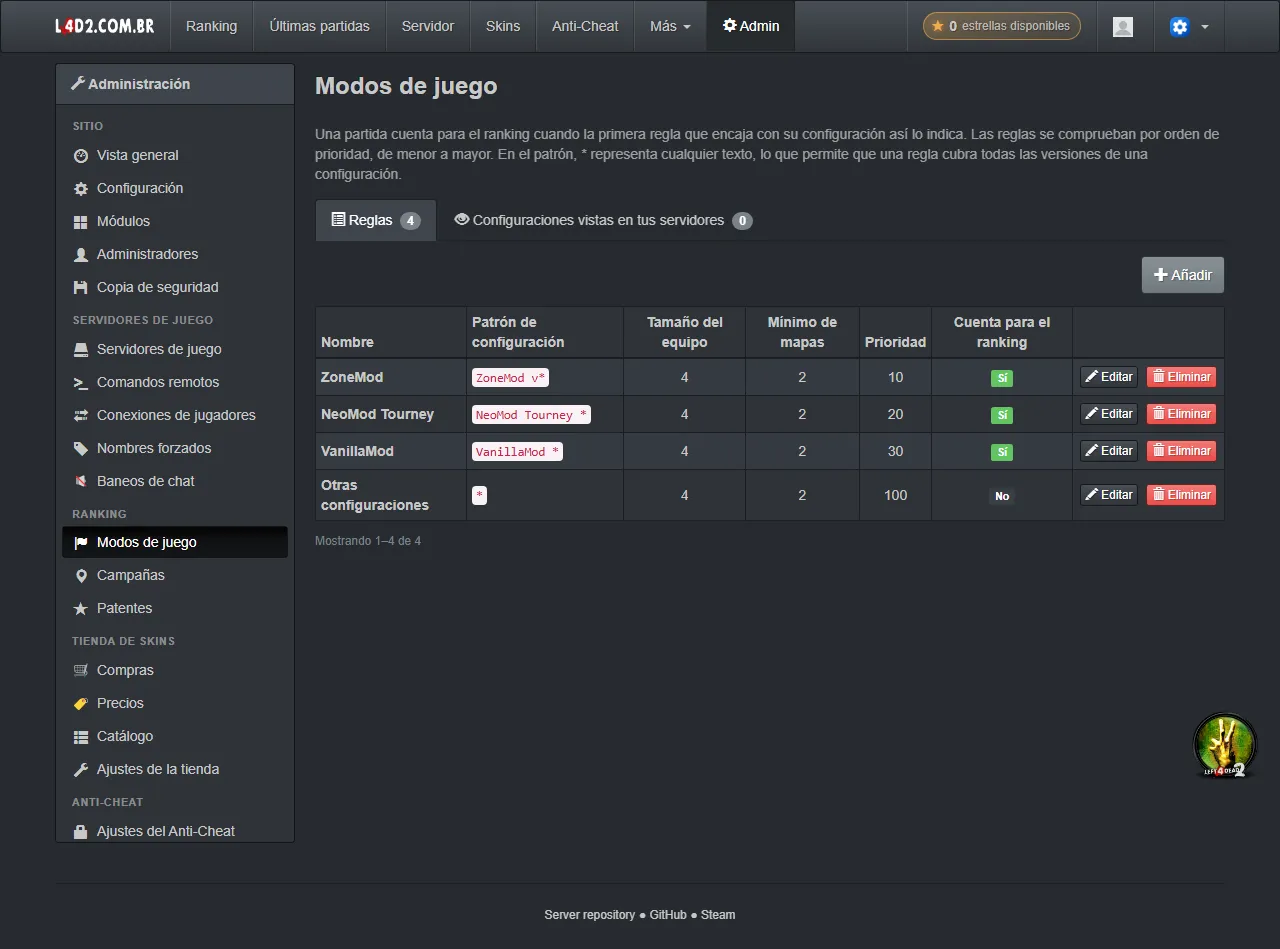 L4D2.COM.BR Ranking Últimas partidas Servidor Skins Anti-Cheat Más Admin 0 estrellas disponibles
Administración
SITIO
Vista general
Configuración
Módulos
Administradores
Copia de seguridad
SERVIDORES DE JUEGO
Servidores de juego
Comandos remotos
Conexiones de jugadores
Nombres forzados
Baneos de chat
RANKING
Modos de juego
Campañas
Patentes
TIENDA DE SKINS
Compras
Precios
Catálogo
Ajustes de la tienda
ANTI-CHEAT
Ajustes del Anti-Cheat
Modos de juego
Una partida cuenta para el ranking cuando la primera regla que encaja con su configuración así lo indica. Las reglas se comprueban por orden de
prioridad, de menor a mayor. En el patrón, * representa cualquier texto, lo que permite que una regla cubra todas las versiones de una
configuración.
Reglas 4 Configuraciones vistas en tus servidores 0
Añadir
Nombre Patrón de configuración Tamaño del equipo Mínimo de mapas Prioridad Cuenta para el ranking
ZoneMod ZoneMod v* 4 2 10 Sí Editar Eliminar
NeoMod Tourney NeoMod Tourney * 4 2 20 Sí Editar Eliminar
VanillaMod VanillaMod * 4 2 30 Sí Editar Eliminar
Otras configuraciones * 4 2 100 No Editar Eliminar
Mostrando 1–4 de 4
LEFT 4 DEAD 2
Server repository ● GitHub ● Steam